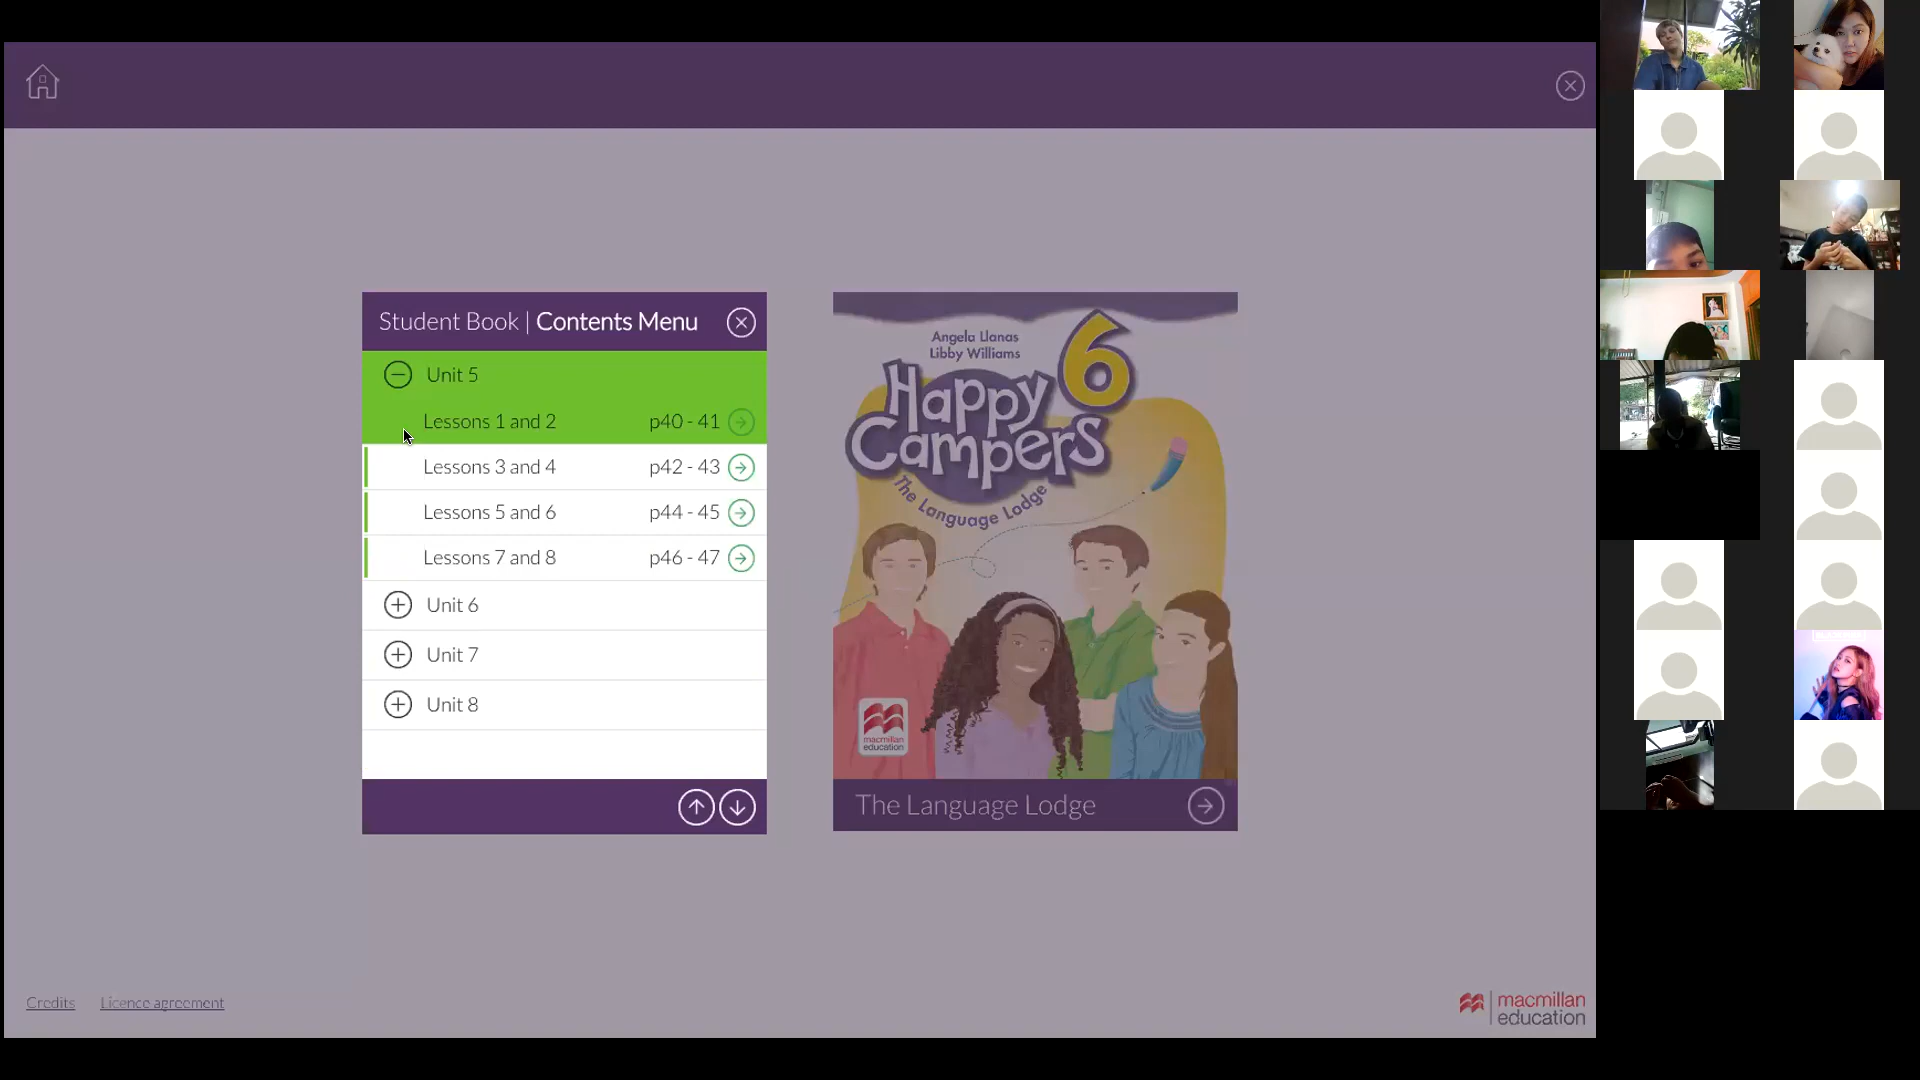 Student Book | Contents Menu
Unit 5
Lessons 1 and 2 p40 - 41
Lessons 3 and 4 p42 - 43
Lessons 5 and 6 p44 - 45
Lessons 7 and 8 p46 - 47
Unit 6
Unit 7
Unit 8
Angela Llanas
Libby Williams
6
Happy
Campers
The Language Lodge
macmillan
education
The Language Lodge
Credits Licence agreement
macmillan
education